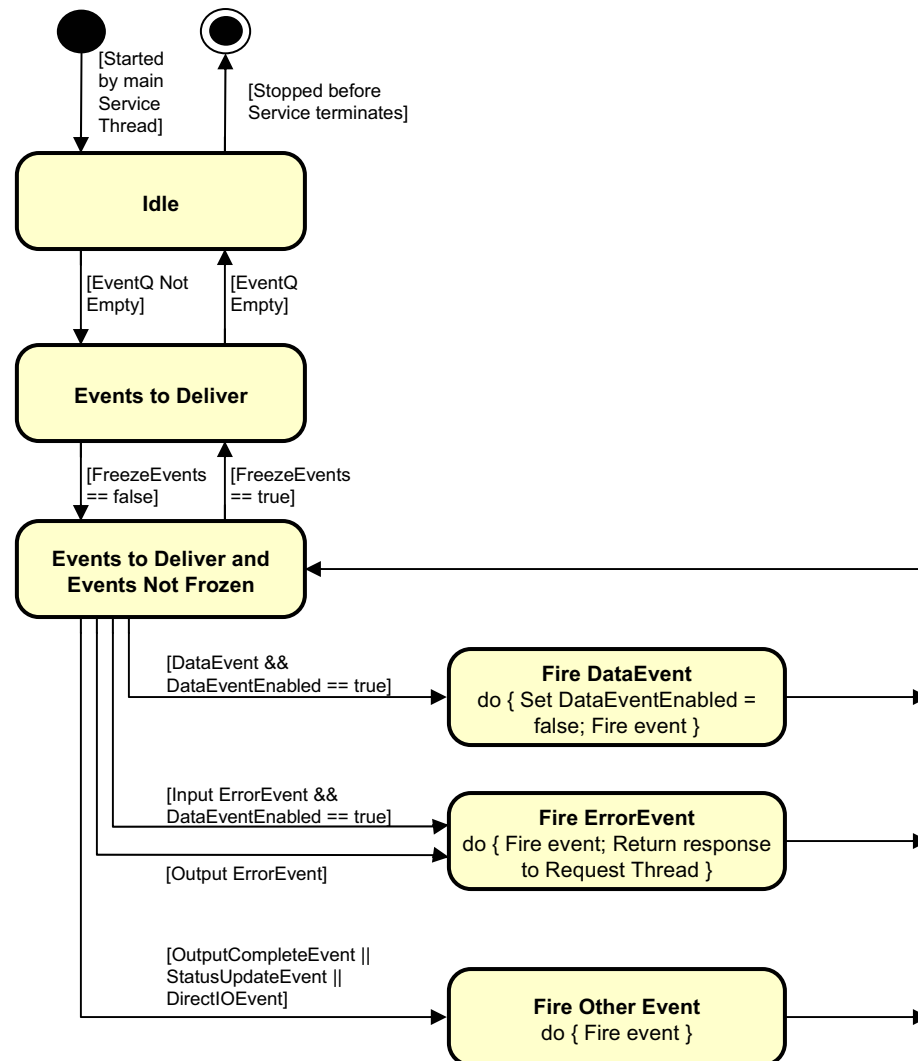 [Started
by main
Service
Thread]
[Stopped before
Service terminates]
Idle
[EventQ Not
Empty]
[EventQ
Empty]
Events to Deliver
[FreezeEvents
== false]
[FreezeEvents
== true]
Events to Deliver and
Events Not Frozen
[DataEvent &&
DataEventEnabled == true]
Fire DataEvent
do { Set DataEventEnabled =
false; Fire event }
[Input ErrorEvent &&
DataEventEnabled == true]
Fire ErrorEvent
do { Fire event; Return response
to Request Thread }
[Output ErrorEvent]
[OutputCompleteEvent ||
StatusUpdateEvent ||
DirectIOEvent]
Fire Other Event
do { Fire event }